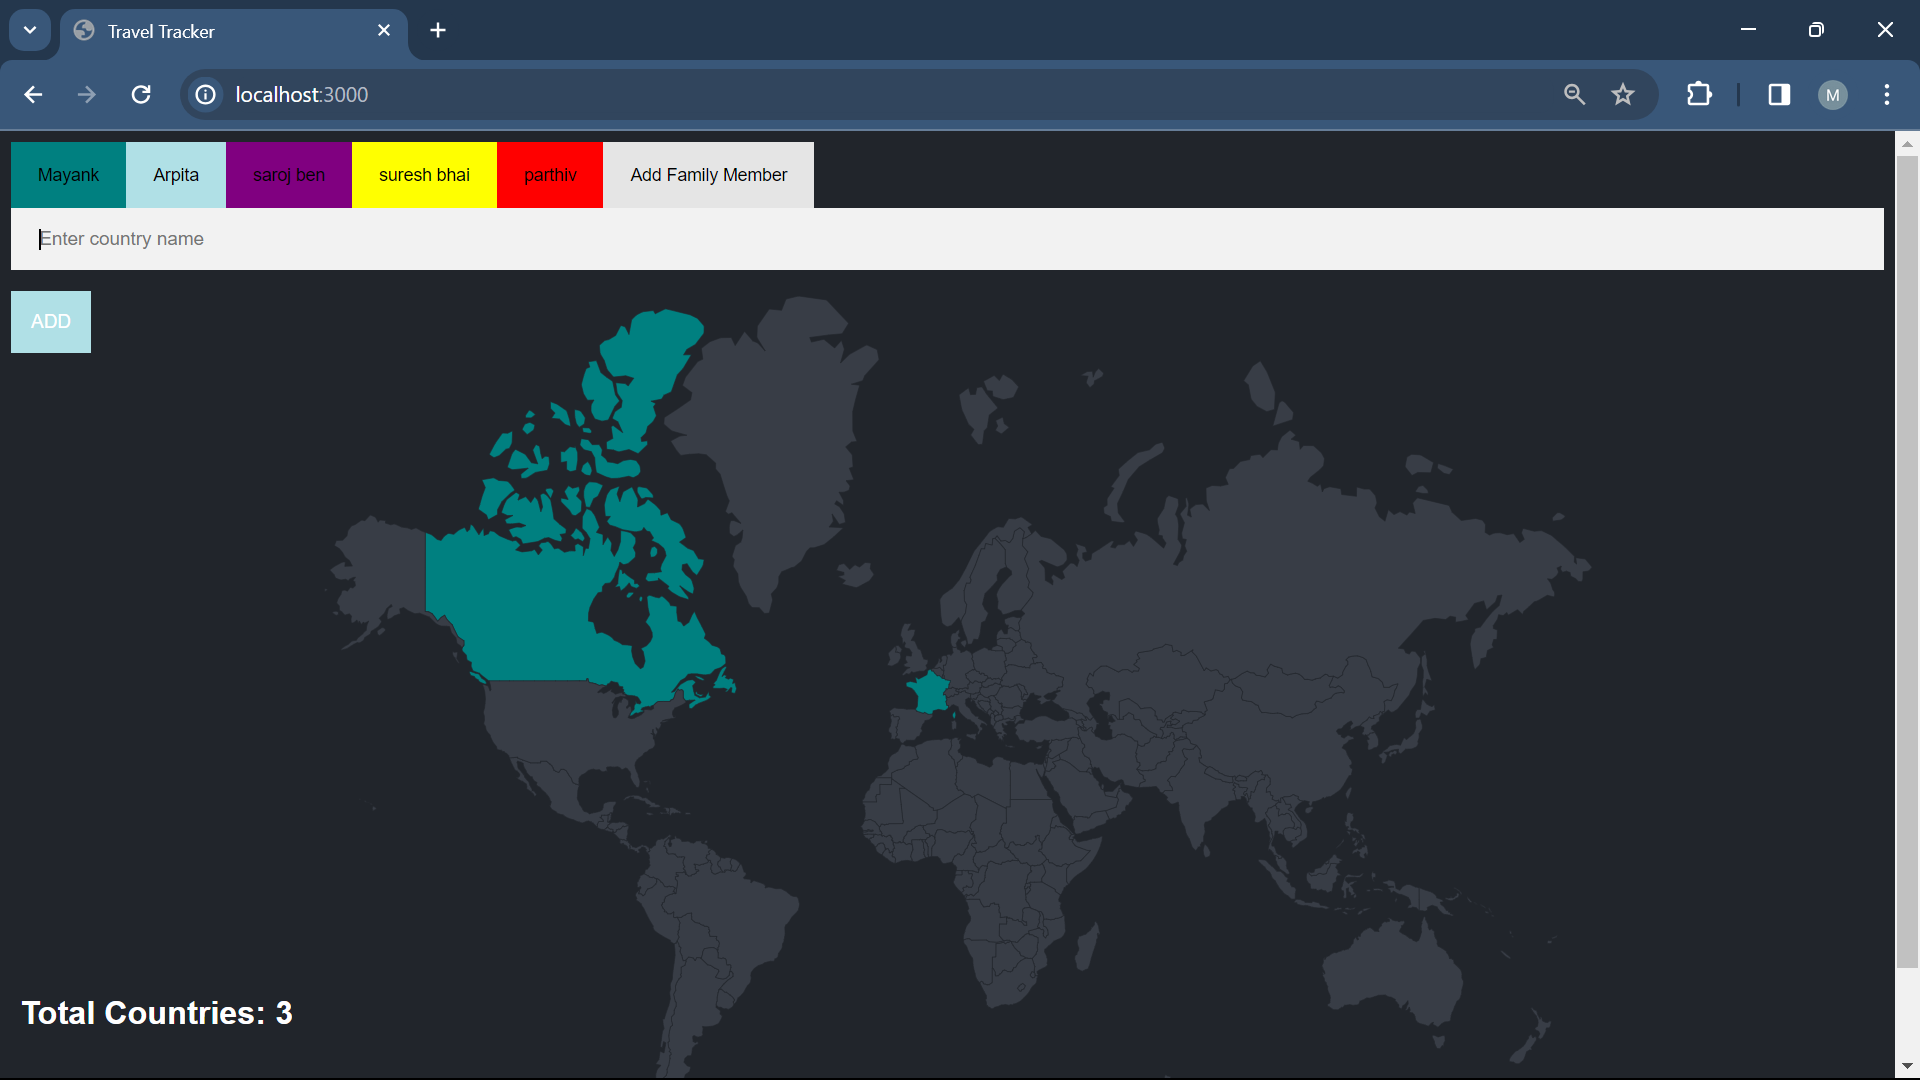 Travel Tracker
localhost:3000
M
Mayank
Arpita
saroj ben
suresh bhai
parthiv
Add Family Member
Enter country name
ADD
Total Countries: 3